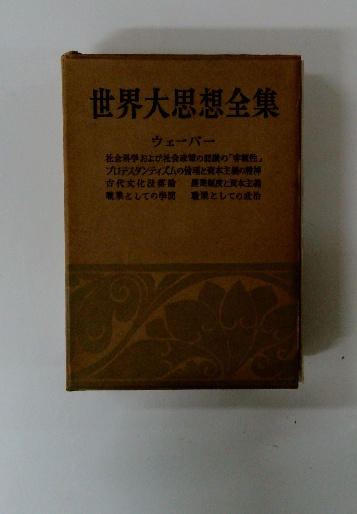 世界大思想全集
ウェーバー
社会科学および社会政策の認識の「客観性」
プロテスタンティズムの倫理と資本主義の精神
古代文化没落論 農業制度と資本主義
職業としての学問 職業としての政治